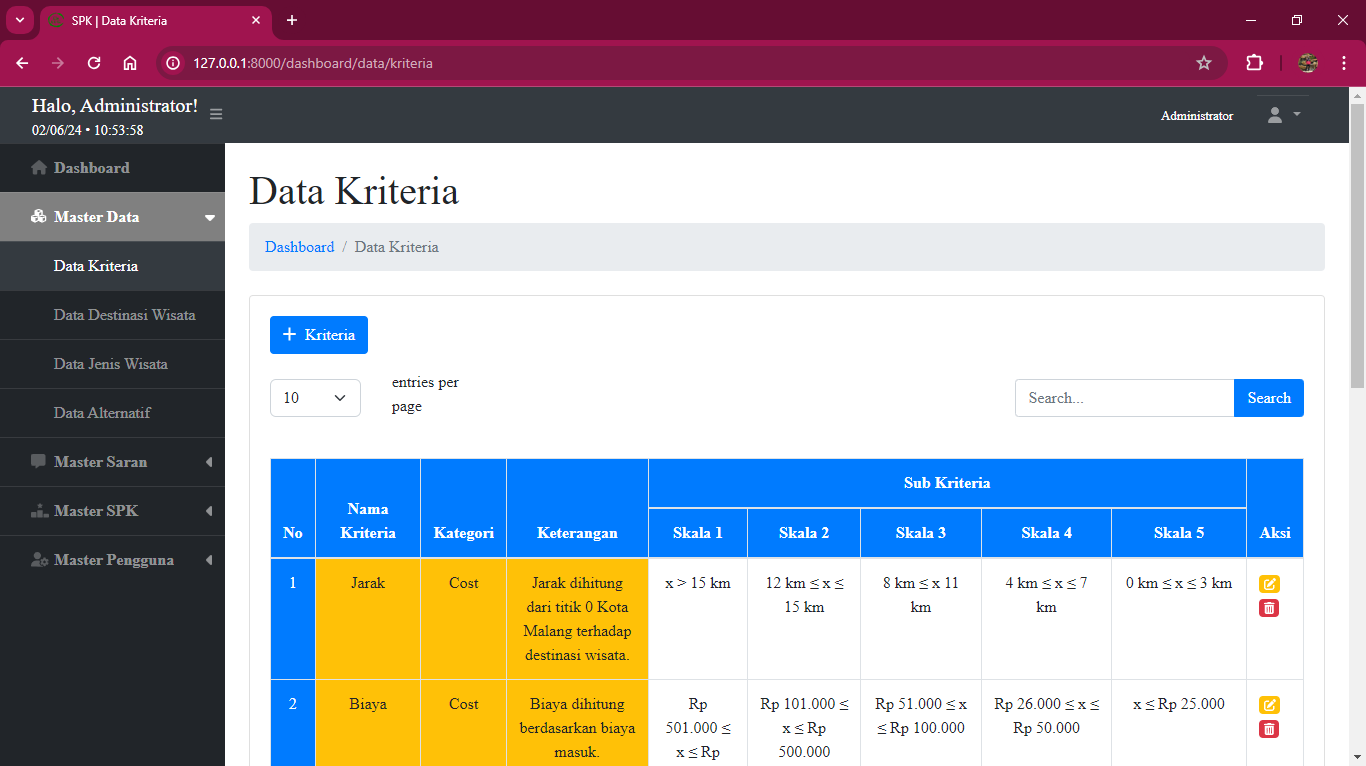 SPK | Data Kriteria
127.0.0.1:8000/dashboard/data/kriteria
Halo, Administrator!
02/06/24 • 10:53:58
Administrator
Dashboard
Master Data
Data Kriteria
Data Destinasi Wisata
Data Jenis Wisata
Data Alternatif
Master Saran
Master SPK
Master Pengguna
Data Kriteria
Dashboard / Data Kriteria
+ Kriteria
10
entries per
page
Search...
Search
No
Nama
Kriteria
Kategori
Keterangan
Sub Kriteria
Skala 1
Skala 2
Skala 3
Skala 4
Skala 5
Aksi
1
Jarak
Cost
Jarak dihitung
dari titik 0 Kota
Malang terhadap
destinasi wisata.
x > 15 km
12 km ≤ x ≤
15 km
8 km ≤ x 11
km
4 km ≤ x ≤ 7
km
0 km ≤ x ≤ 3 km
2
Biaya
Cost
Biaya dihitung
berdasarkan biaya
masuk.
Rp
501.000 ≤
x ≤ Rp
Rp 101.000 ≤
x ≤ Rp
500.000
Rp 51.000 ≤ x
≤ Rp 100.000
Rp 26.000 ≤ x ≤
Rp 50.000
x ≤ Rp 25.000